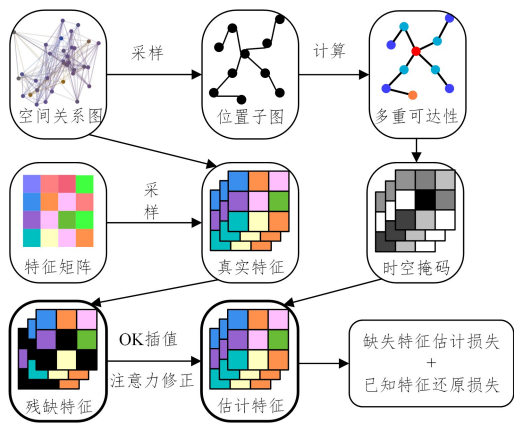 采样
计算
空间关系图
位置子图
多重可达性
采
样
特征矩阵
真实特征
时空掩码
OK插值
注意力修正
残缺特征
估计特征
缺失特征估计损失
+
已知特征还原损失